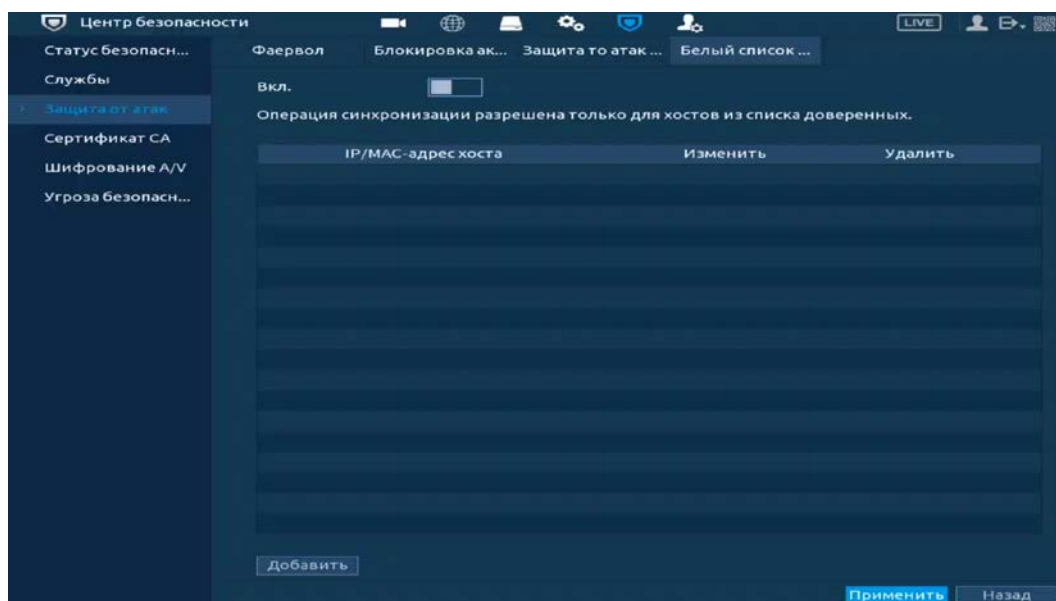 Центр безопасности
LIVE
Статус безопасн...
Фаервол
Блокировка ак...
Защита то атак ...
Белый список ...
Службы
Вкл.
Защита от атак
Операция синхронизации разрешена только для хостов из списка доверенных.
Сертификат CA
IP/MAC-адрес хоста
Изменить
Удалить
Шифрование A/V
Угроза безопасн...
Добавить
Применить
Назад